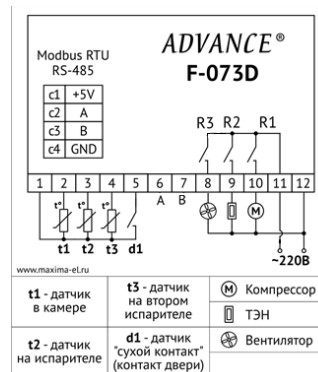 ADVANCE®
F-073D
Modbus RTU
RS-485
c1 +5V
c2 A
c3 B
c4 GND
R3 R2 R1
1 2 3 4 5 6 7 8 9 10 11 12
A B
t° t° t°
M
t1 t2 t3 d1
~220В
www.maxima-el.ru
t1 - датчик
в камере
t3 - датчик
на втором
испарителе
M Компрессор
ТЭН
t2 - датчик
на испарителе
d1 - датчик
"сухой контакт"
(контакт двери)
Вентилятор